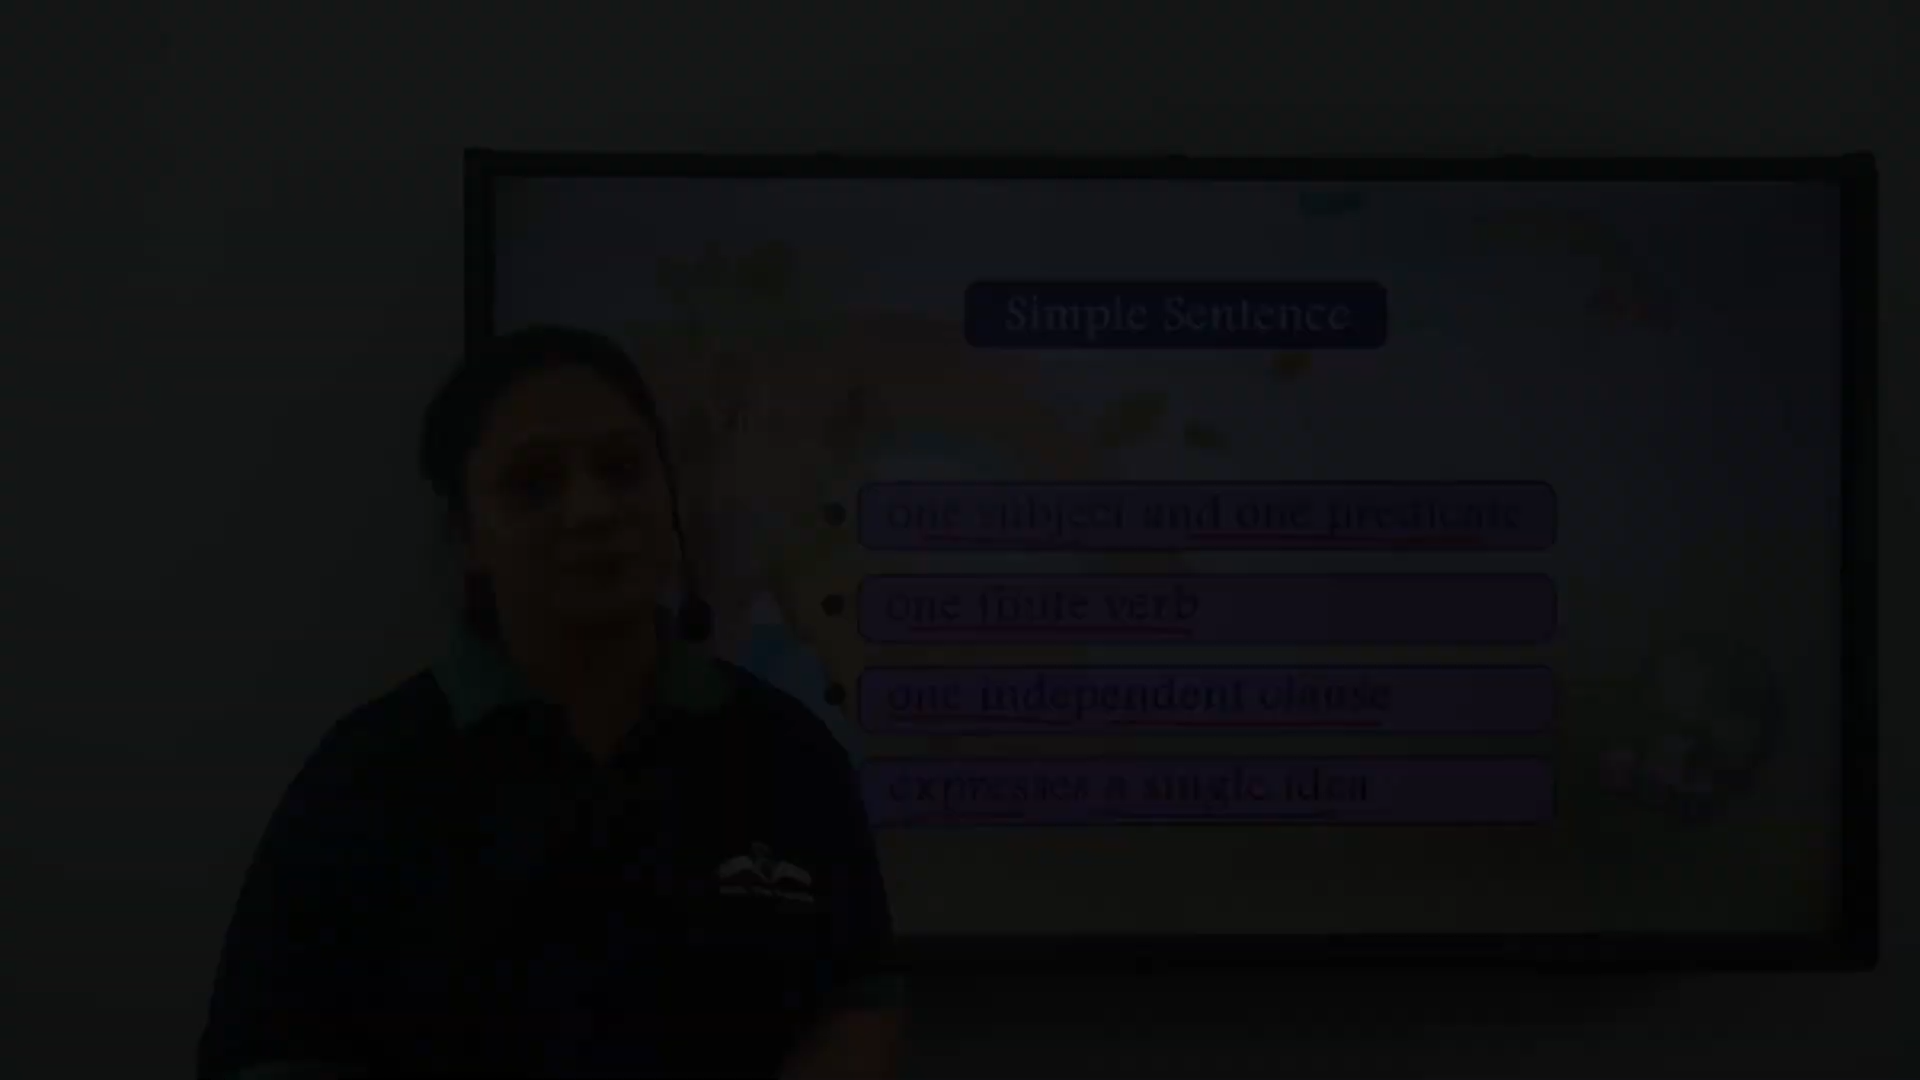 Simple Sentence
one subject and one predicate
one finite verb
one independent clause
expresses a single idea